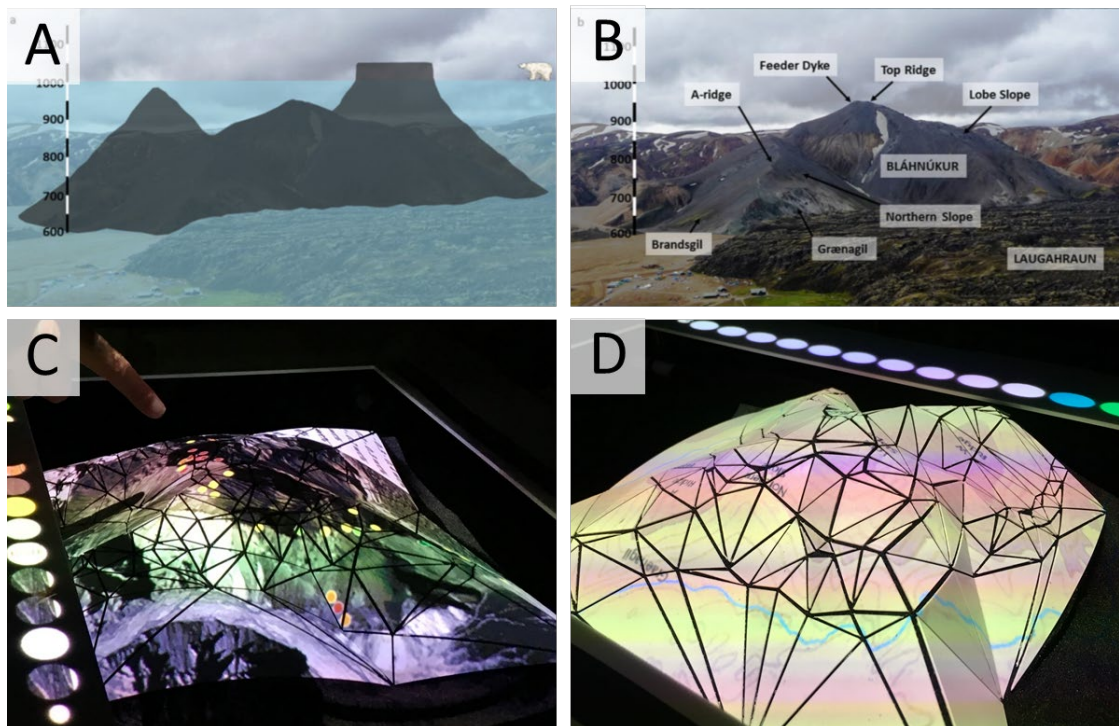 A
a
1000
900
800
700
600
B
b
Feeder Dyke
Top Ridge
A-ridge
Lobe Slope
1000
900
800
BLÁHNÚKUR
700
Northern Slope
600
Brandsgil
Grænagil
LAUGAHRAUN
C
D